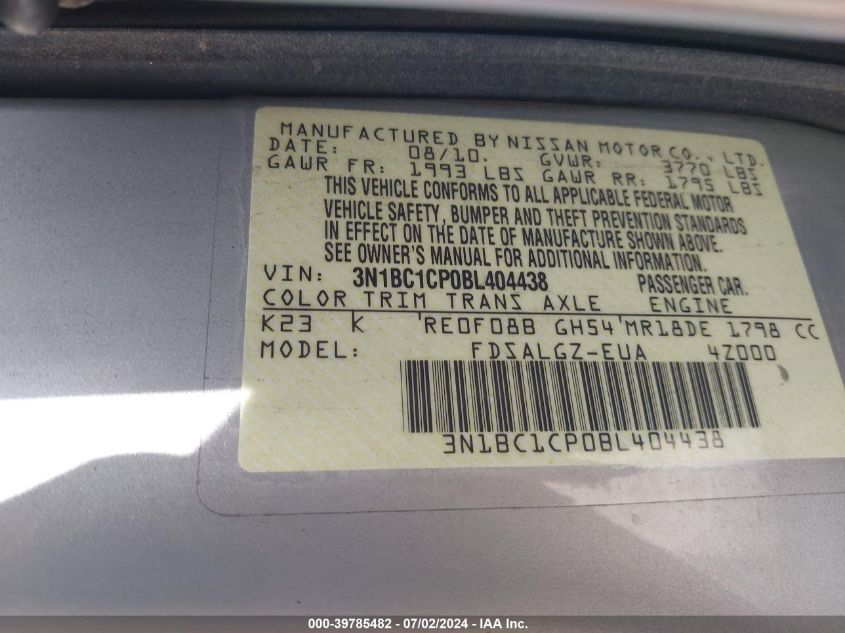 MANUFACTURED BY NISSAN MOTOR CO., LTD.
DATE: 08/10. GVWR: 3770 LBS
GAWR FR: 1993 LBS GAWR RR: 1795 LBS
THIS VEHICLE CONFORMS TO ALL APPLICABLE FEDERAL MOTOR
VEHICLE SAFETY, BUMPER AND THEFT PREVENTION STANDARDS
IN EFFECT ON THE DATE OF MANUFACTURE SHOWN ABOVE.
SEE OWNER'S MANUAL FOR ADDITIONAL INFORMATION.
VIN: 3N1BC1CP0BL404438 PASSENGER CAR.
COLOR TRIM TRANS AXLE ENGINE
K23 K RE0F08B GH54 MR18DE 1798 CC
MODEL: FDSALGZ-EUA 4Z000
3N1BC1CP0BL404438
000-39785482 - 07/02/2024 - IAA Inc.